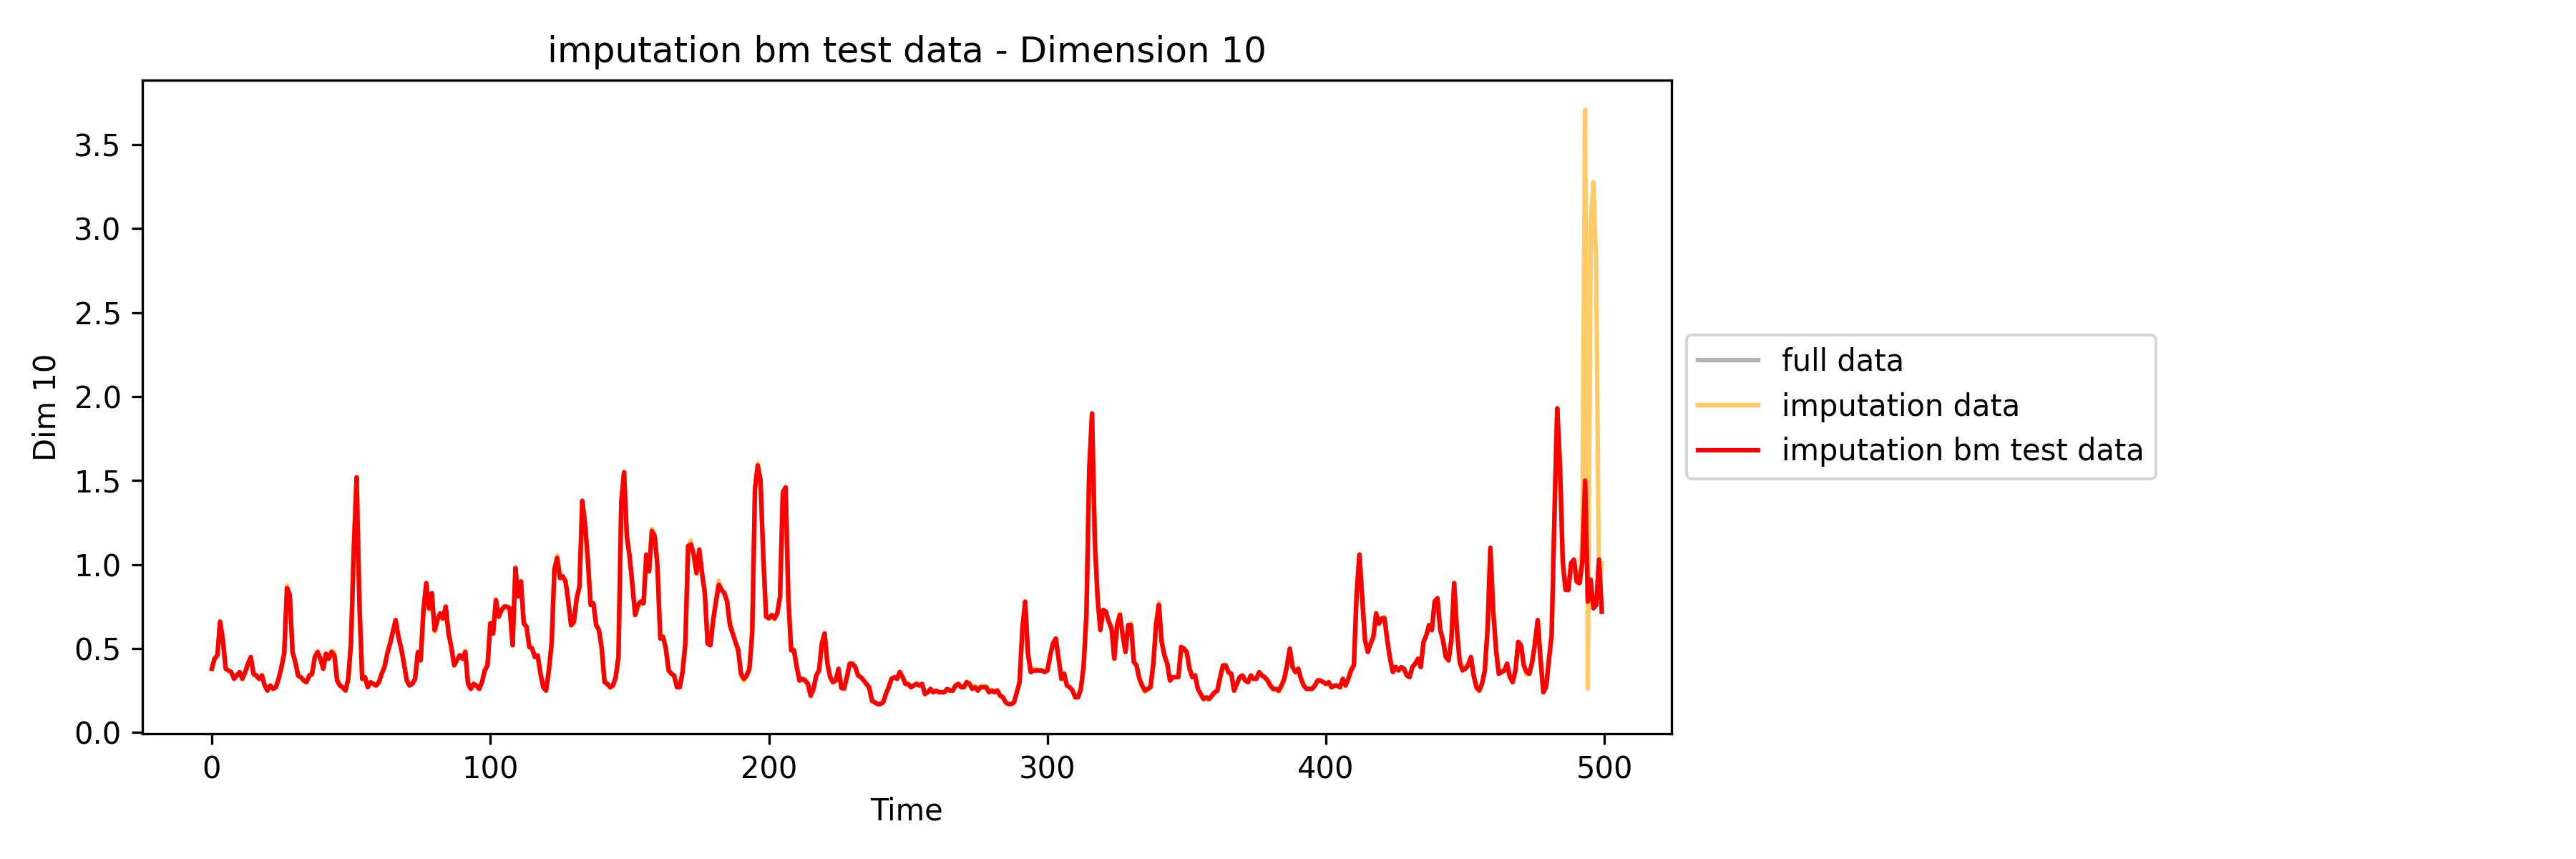 imputation bm test data - Dimension 10
3.5
3.0
2.5
2.0
1.5
1.0
0.5
0.0
Dim 10
0 100 200 300 400 500
Time
full data
imputation data
imputation bm test data